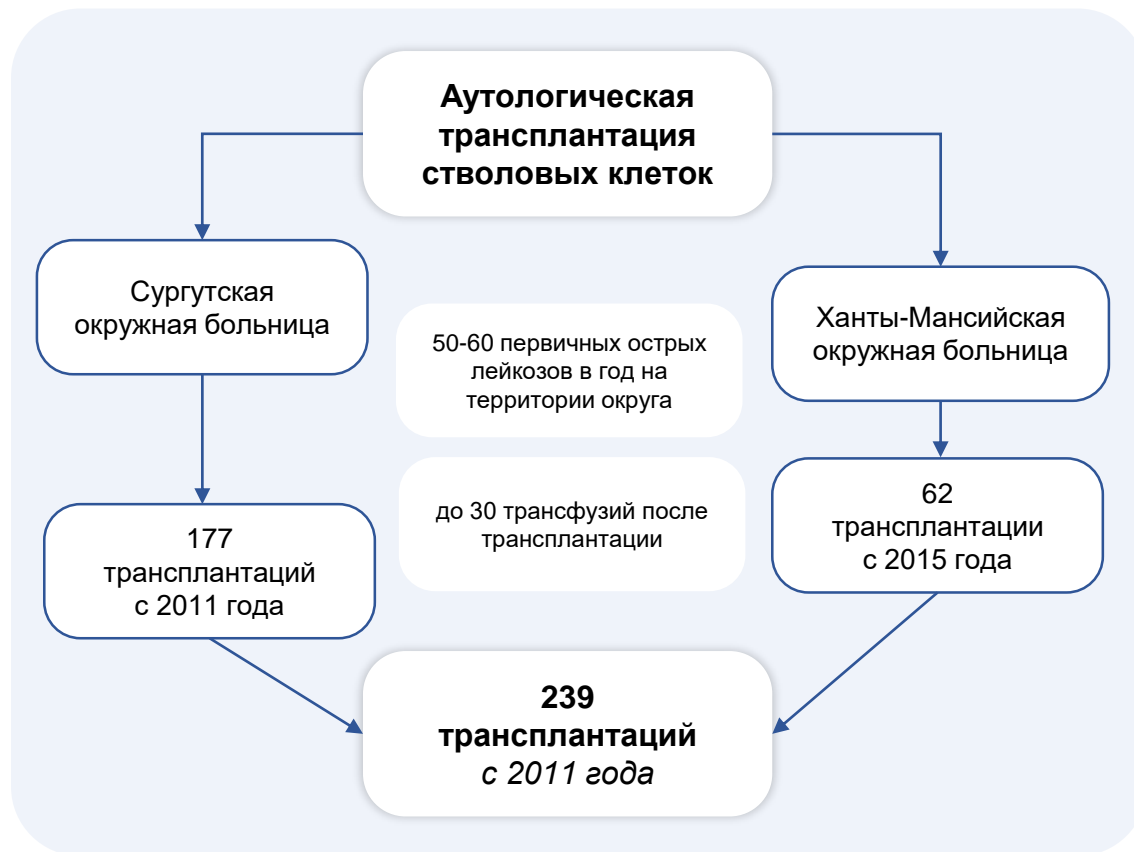 Аутологическая
трансплантация
стволовых клеток
Сургутская
окружная больница
Ханты-Мансийская
окружная больница
50-60 первичных острых
лейкозов в год на
территории округа
до 30 трансфузий после
трансплантации
177
трансплантаций
с 2011 года
62
трансплантации
с 2015 года
239
трансплантаций
с 2011 года